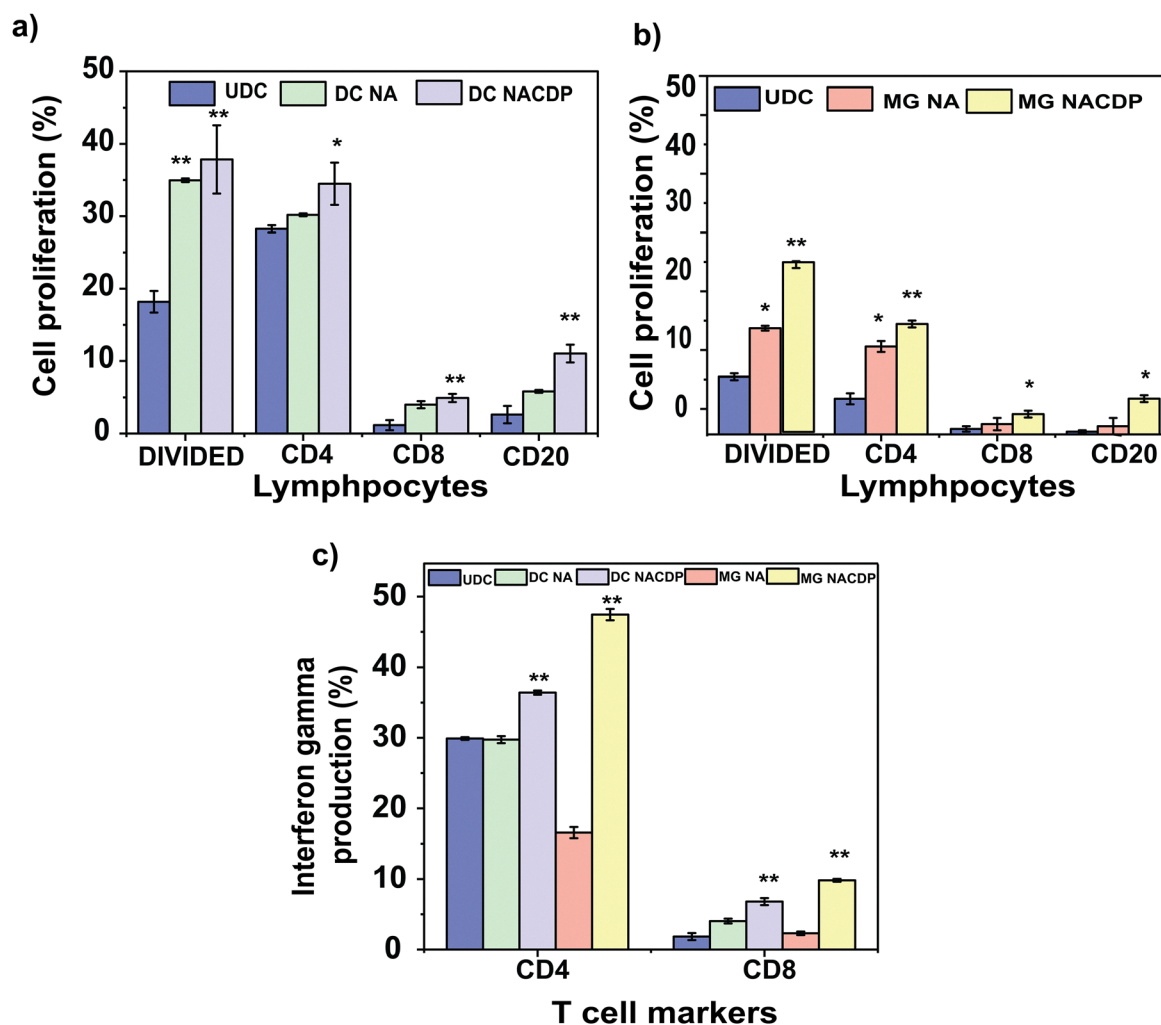 a)
Cell proliferation (%)
50
40
30
20
10
0
UDC DC NA DC NACDP
** ** * ** **
DIVIDED CD4 CD8 CD20
Lymphpocytes
b)
Cell proliferation (%)
50
40
30
20
10
0
UDC MG NA MG NACDP
* ** * ** * *
DIVIDED CD4 CD8 CD20
Lymphpocytes
c)
Interferon gamma
production (%)
50
40
30
20
10
0
UDC DC NA DC NACDP MG NA MG NACDP
** ** ** **
CD4 CD8
T cell markers